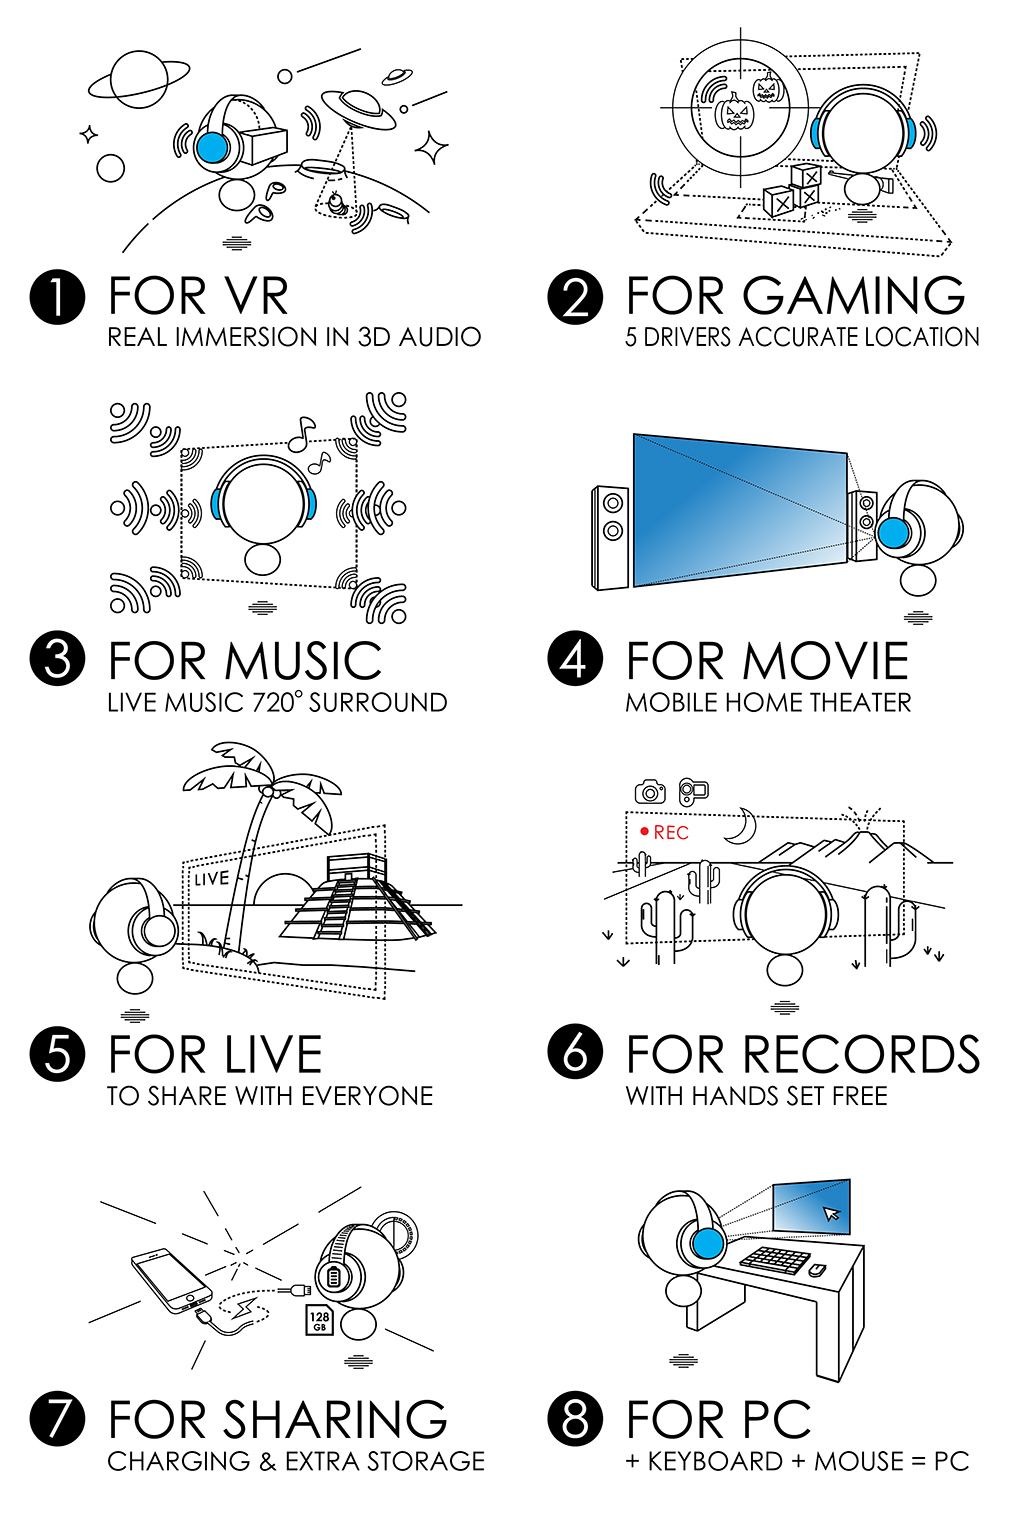 1 FOR VR
REAL IMMERSION IN 3D AUDIO
2 FOR GAMING
5 DRIVERS ACCURATE LOCATION
3 FOR MUSIC
LIVE MUSIC 720° SURROUND
4 FOR MOVIE
MOBILE HOME THEATER
LIVE
5 FOR LIVE
TO SHARE WITH EVERYONE
REC
6 FOR RECORDS
WITH HANDS SET FREE
128
GB
7 FOR SHARING
CHARGING & EXTRA STORAGE
8 FOR PC
+ KEYBOARD + MOUSE = PC